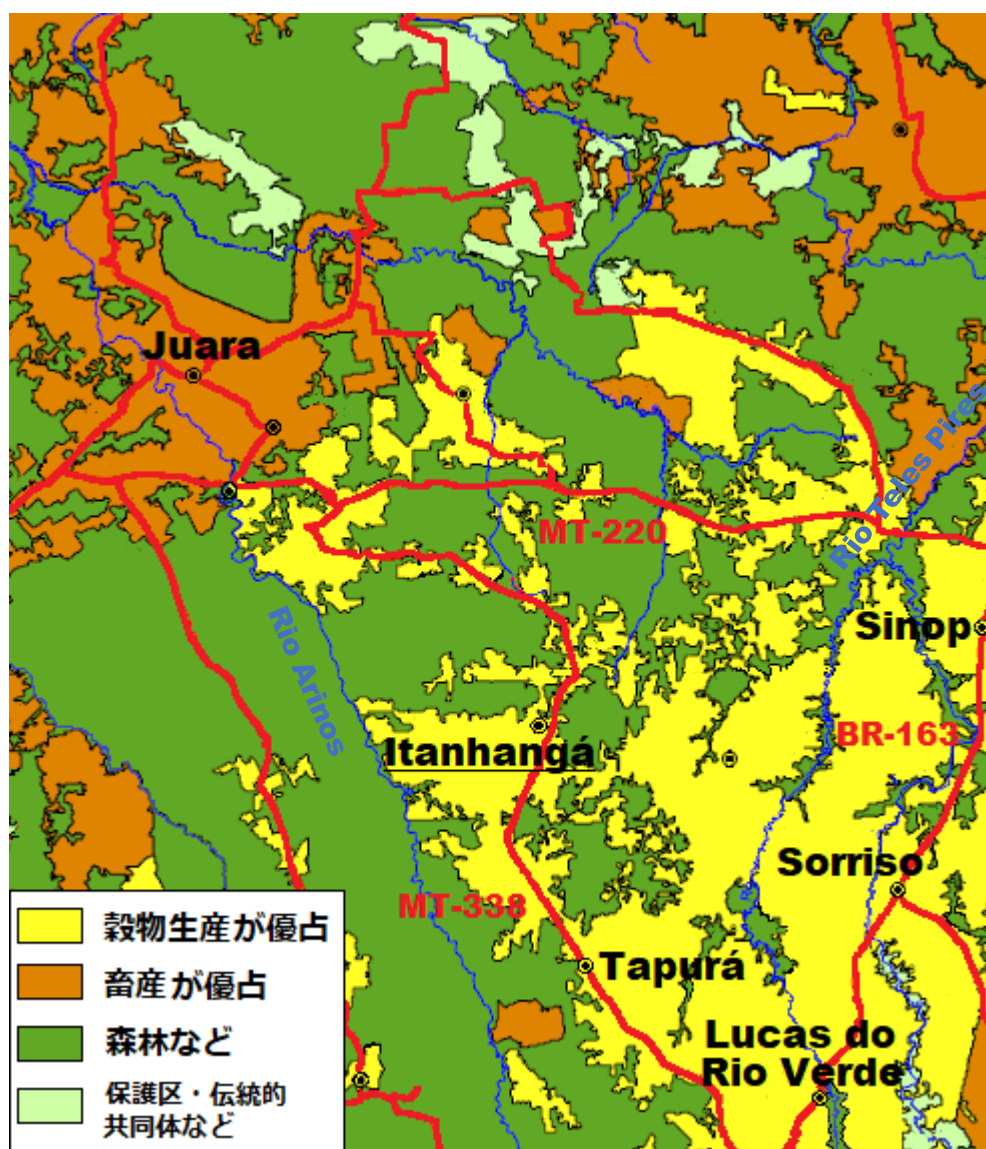 Juara
MT-220
Rio Teles Pires
Rio Arinos
Sinop
BR-163
Itanhangá
Sorriso
MT-338
Tapurá
Lucas do
Rio Verde
穀物生産が優占
畜産が優占
森林など
保護区・伝統的
共同体など